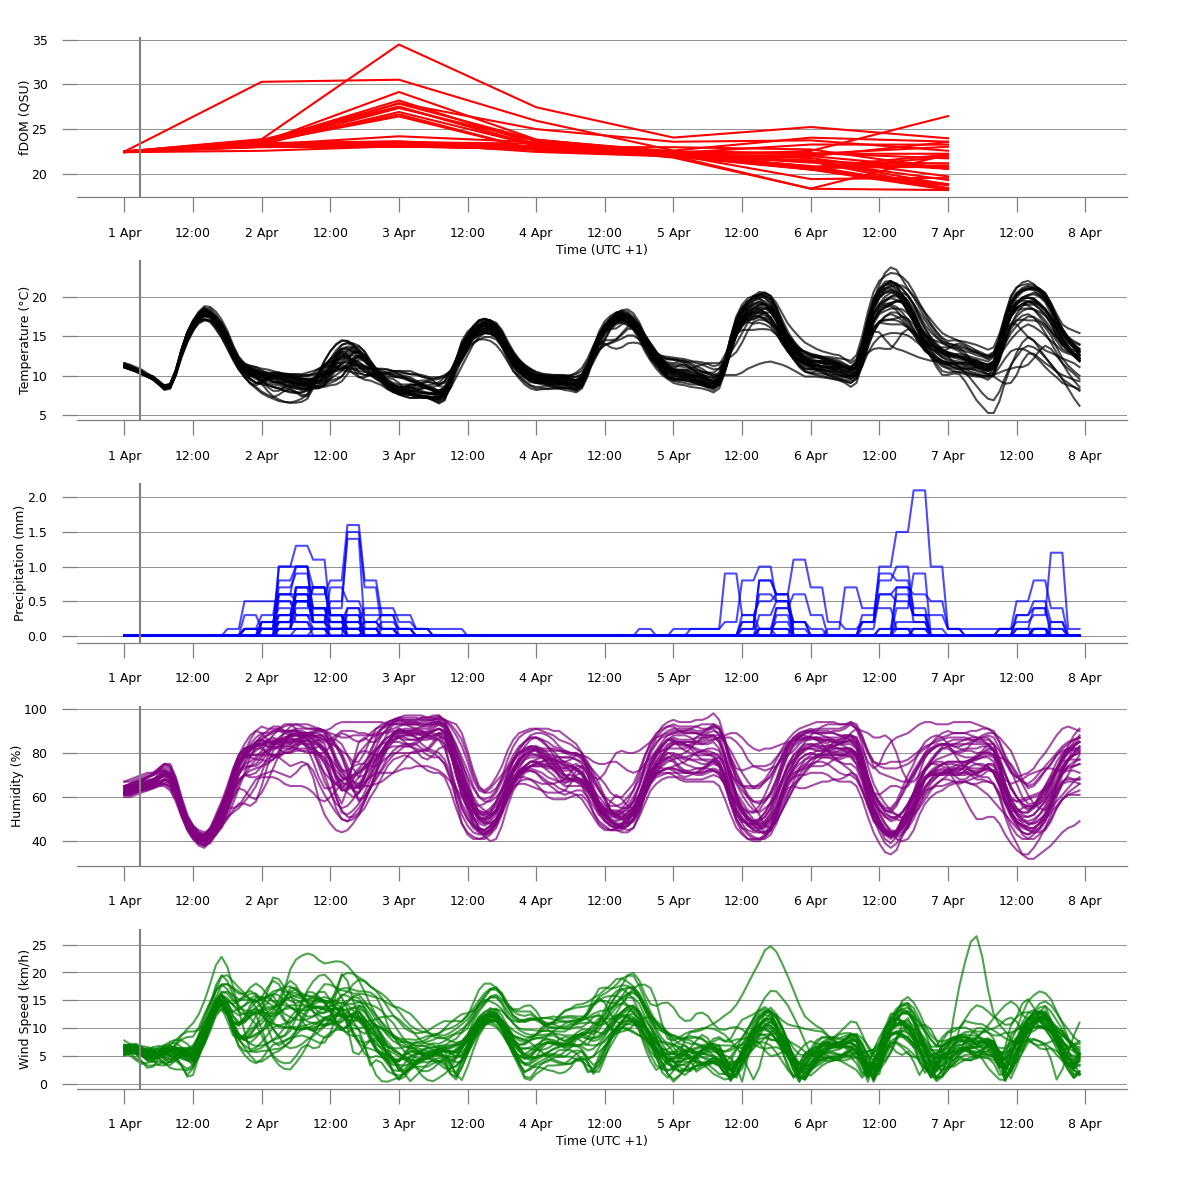 fDOM (QSU)
35
30
25
20
1 Apr 12:00 2 Apr 12:00 3 Apr 12:00 4 Apr 12:00 5 Apr 12:00 6 Apr 12:00 7 Apr 12:00 8 Apr
Time (UTC +1)
Temperature (°C)
20
15
10
5
1 Apr 12:00 2 Apr 12:00 3 Apr 12:00 4 Apr 12:00 5 Apr 12:00 6 Apr 12:00 7 Apr 12:00 8 Apr
Precipitation (mm)
2.0
1.5
1.0
0.5
0.0
1 Apr 12:00 2 Apr 12:00 3 Apr 12:00 4 Apr 12:00 5 Apr 12:00 6 Apr 12:00 7 Apr 12:00 8 Apr
Humidity (%)
100
80
60
40
1 Apr 12:00 2 Apr 12:00 3 Apr 12:00 4 Apr 12:00 5 Apr 12:00 6 Apr 12:00 7 Apr 12:00 8 Apr
Wind Speed (km/h)
25
20
15
10
5
0
1 Apr 12:00 2 Apr 12:00 3 Apr 12:00 4 Apr 12:00 5 Apr 12:00 6 Apr 12:00 7 Apr 12:00 8 Apr
Time (UTC +1)